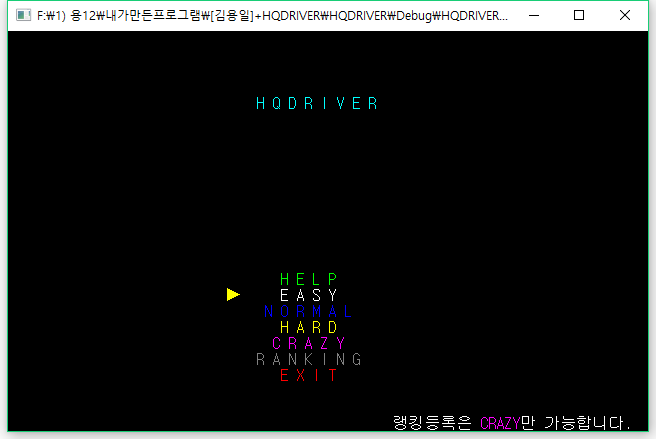 F:₩1) 용12₩내가만든프로그램₩[김용일]+HQDRIVER₩HQDRIVER₩Debug₩HQDRIVER...
HQDRIVER
HELP
EASY
NORMAL
HARD
CRAZY
RANKING
EXIT
랭킹등록은 CRAZY만 가능합니다.